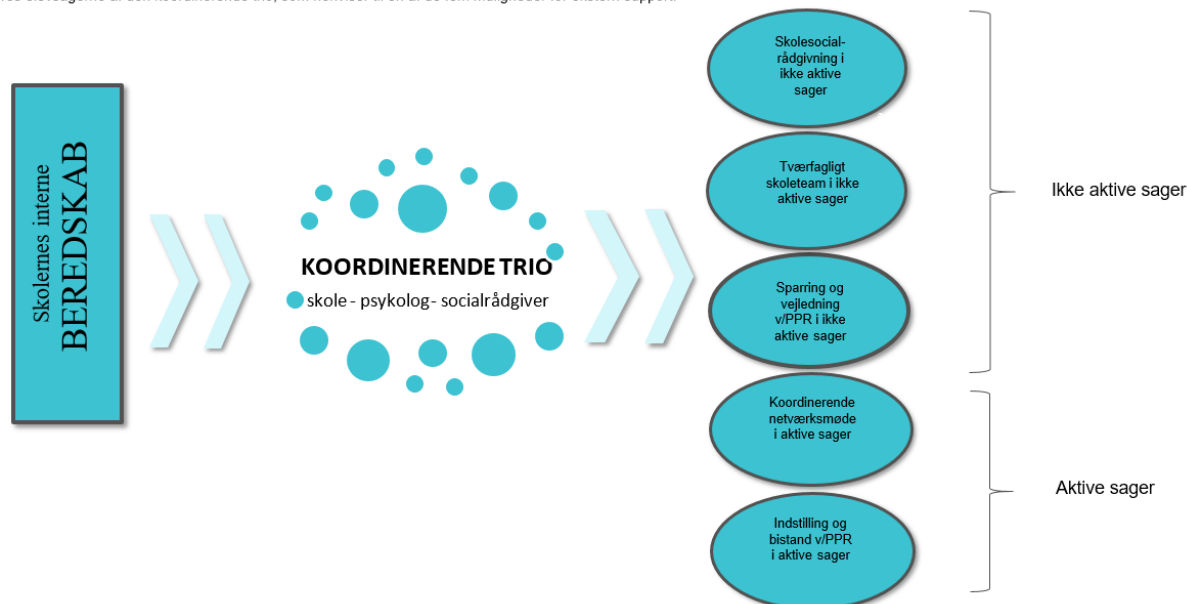 Skolernes interne
BEREDSKAB
KOORDINERENDE TRIO
skole - psykolog - socialrådgiver
Skolesocial-
rådgivning i
ikke aktive
sager
Tværfagligt
skoleteam i ikke
aktive sager
Sparring og
vejledning
v/PPR i ikke
aktive sager
Koordinerende
netværksmøde
i aktive sager
Indstilling og
bistand v/PPR
i aktive sager
Ikke aktive sager
Aktive sager